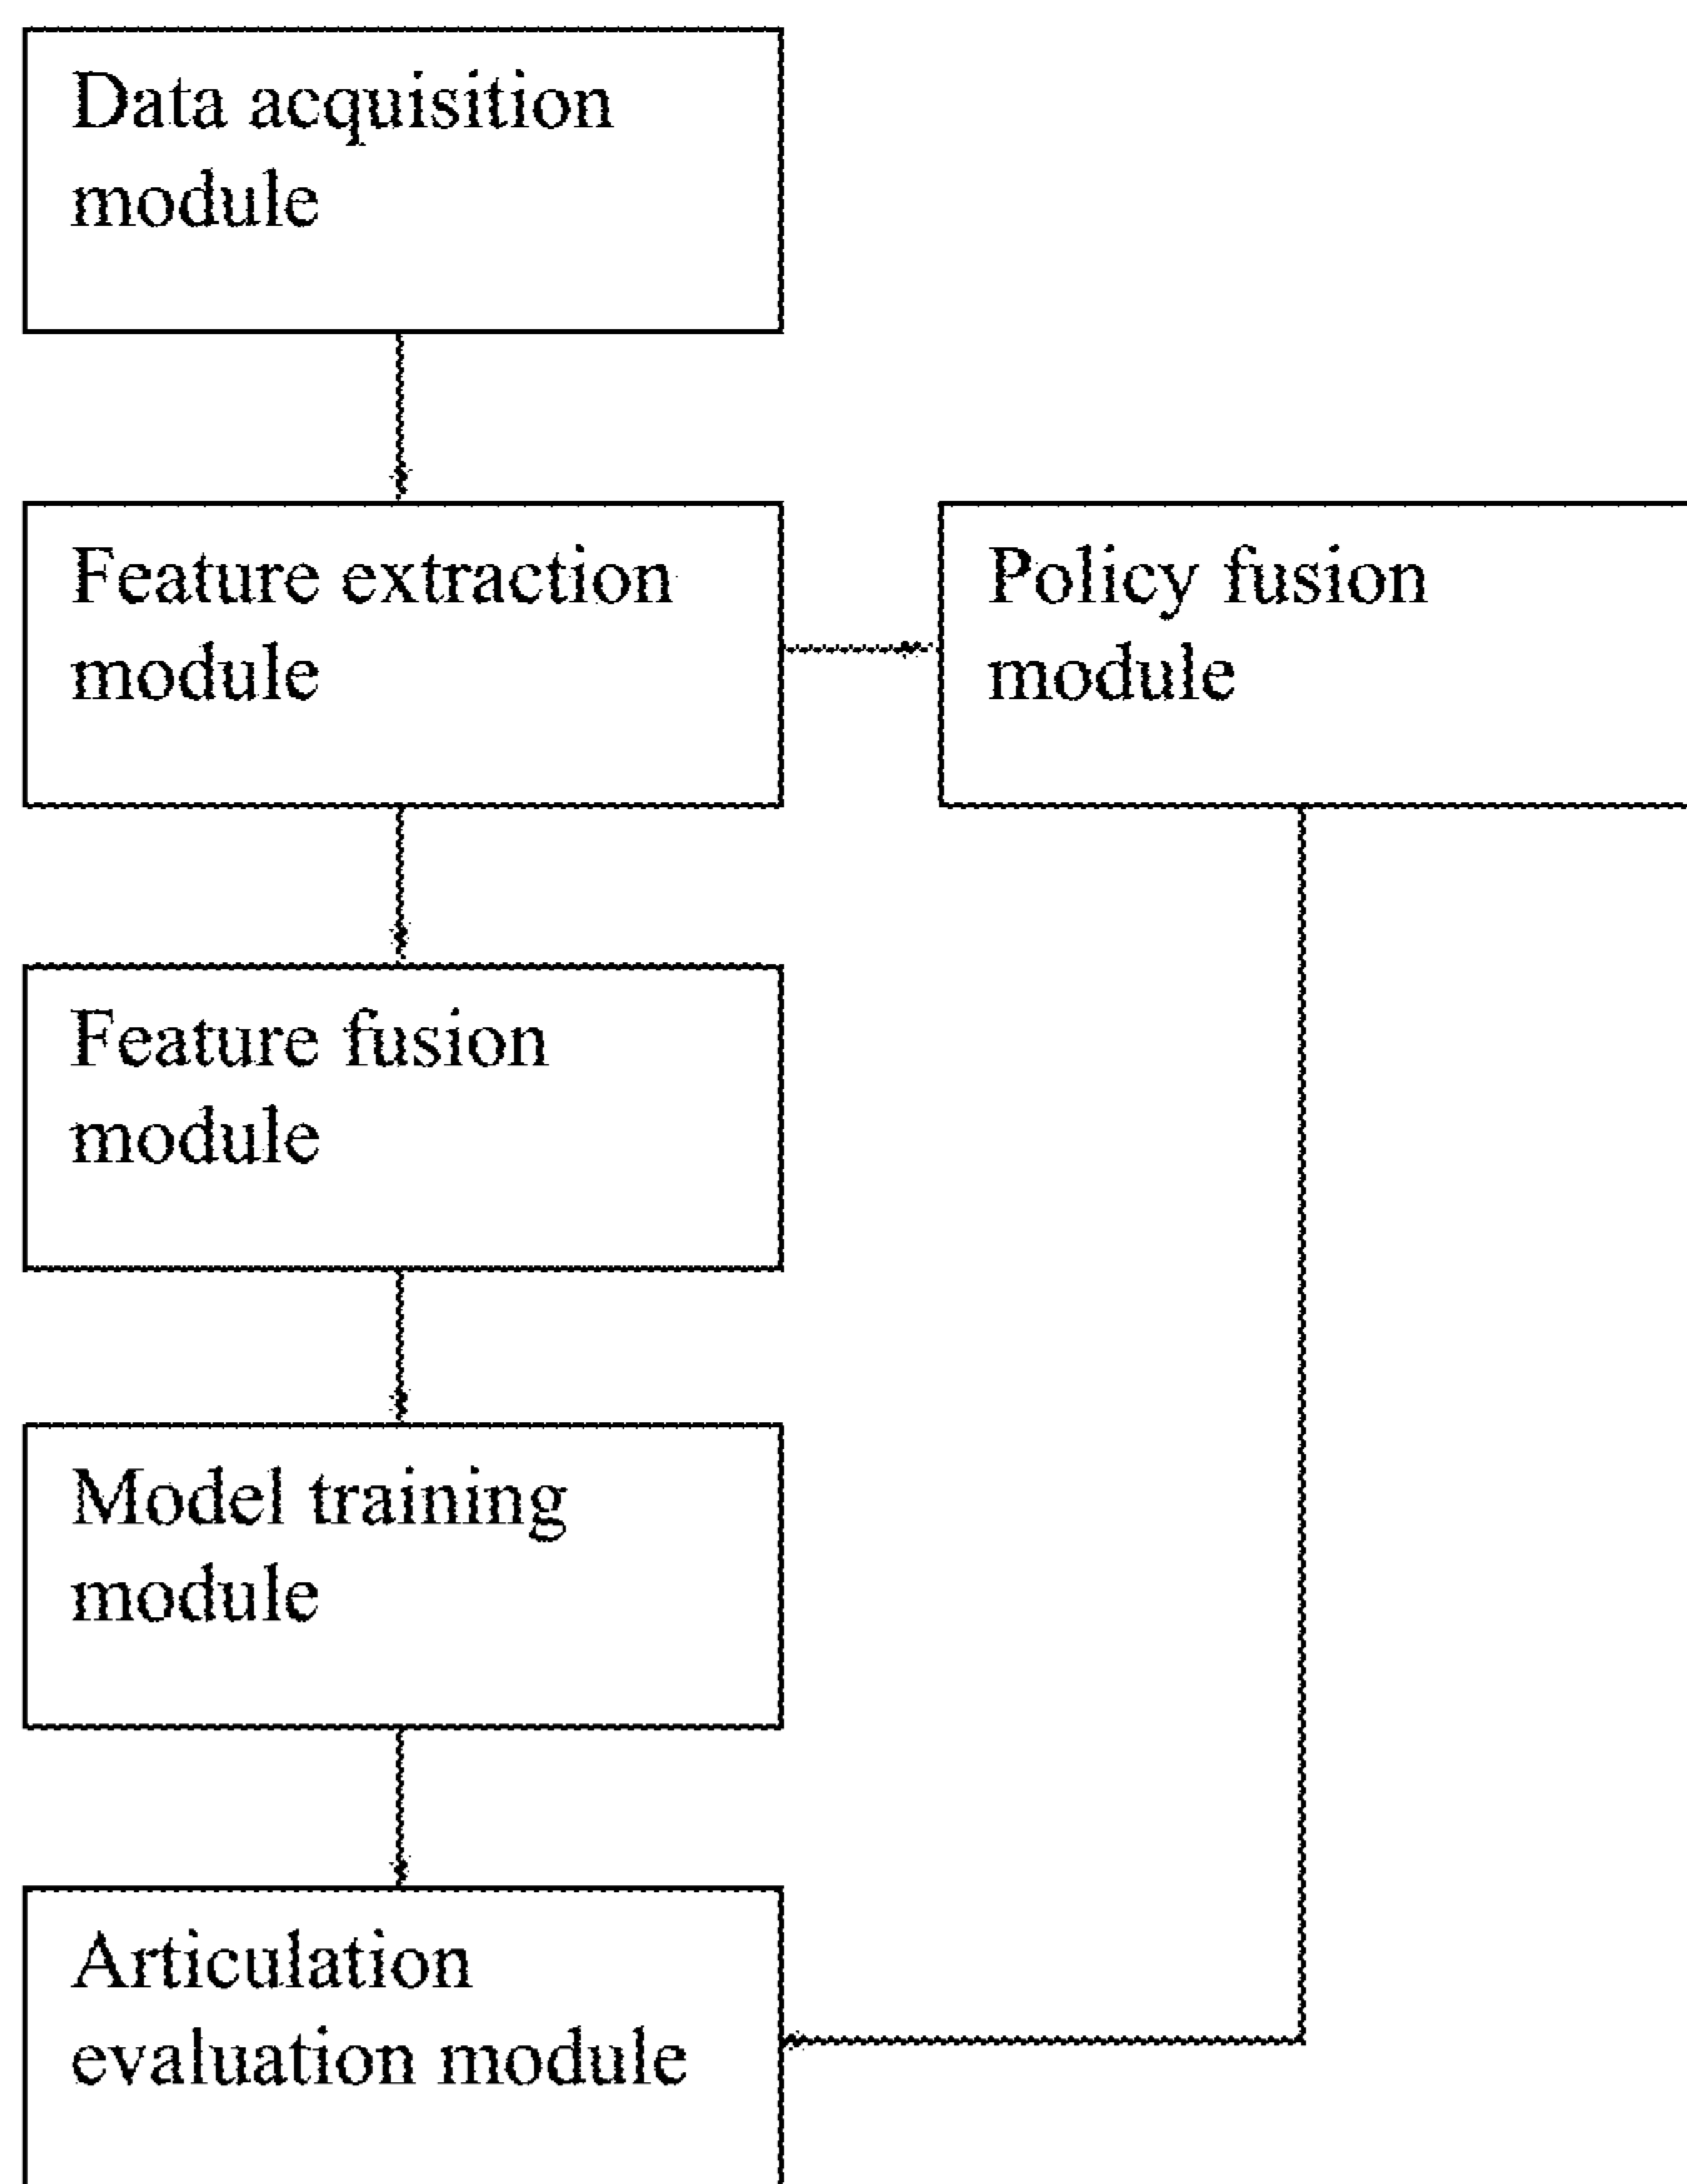 Data acquisition
module
Feature extraction
module
Policy fusion
module
Feature fusion
module
Model training
module
Articulation
evaluation module